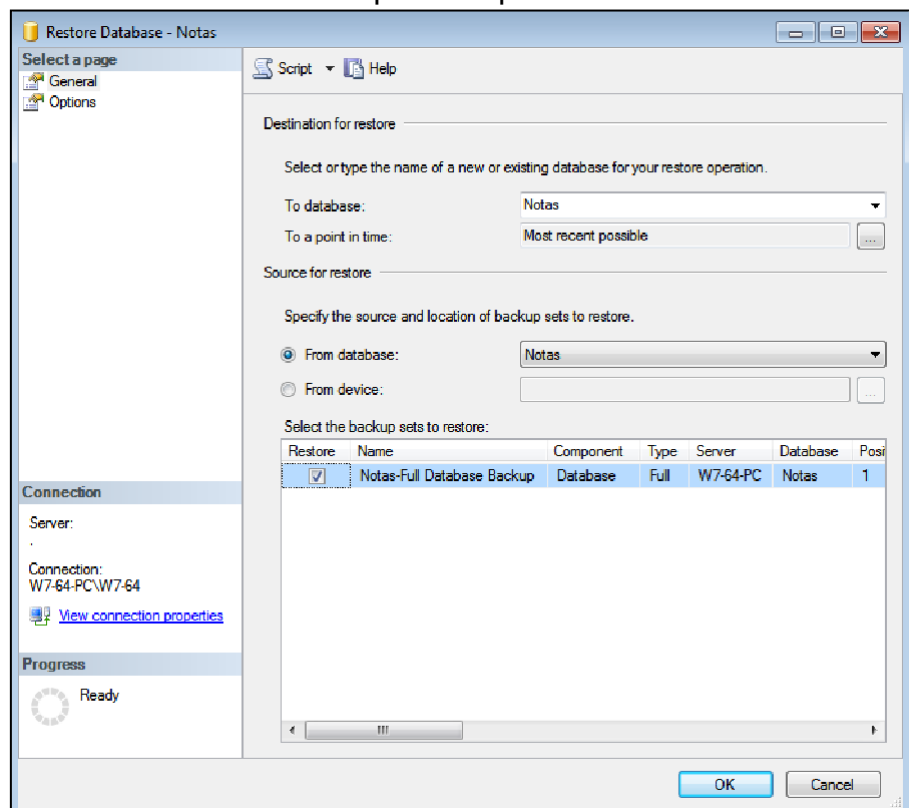 Restore Database - Notas
Select a page
General
Options
Script Help
Destination for restore
Select or type the name of a new or existing database for your restore operation.
To database: Notas
To a point in time: Most recent possible ...
Source for restore
Specify the source and location of backup sets to restore.
From database: Notas
From device: ...
Select the backup sets to restore:
Restore Name Component Type Server Database Posi
Notas-Full Database Backup Database Full W7-64-PC Notas 1
Connection
Server:
.
Connection:
W7-64-PC\W7-64
View connection properties
Progress
Ready
OK Cancel